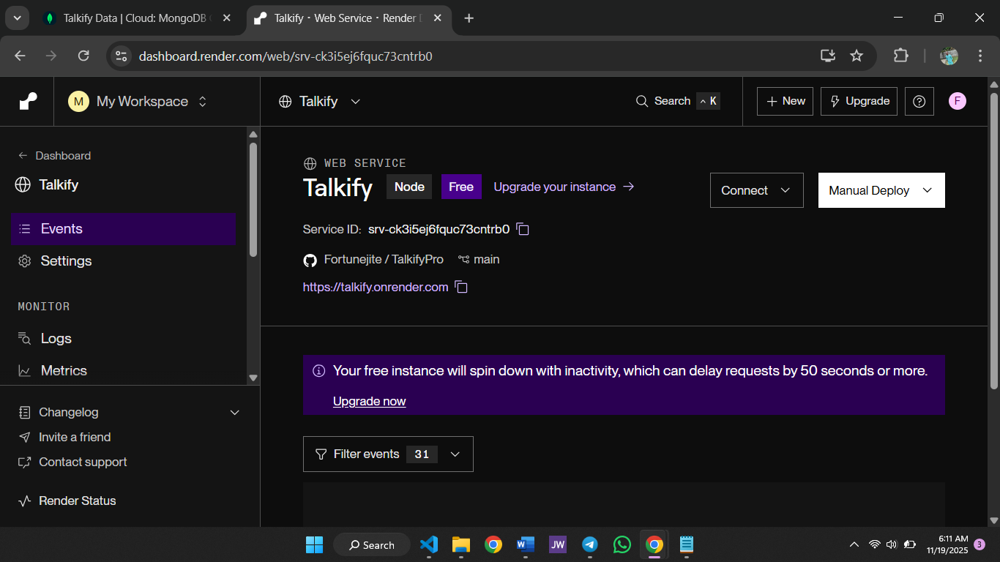 Talkify Data | Cloud: MongoDB
Talkify · Web Service · Render
dashboard.render.com/web/srv-ck3i5ej6fquc73cntrb0
M My Workspace
Talkify
Search K
New
Upgrade
F
Dashboard
Talkify
Events
Settings
MONITOR
Logs
Metrics
Changelog
Invite a friend
Contact support
Render Status
WEB SERVICE
Talkify Node Free Upgrade your instance →
Connect
Manual Deploy
Service ID: srv-ck3i5ej6fquc73cntrb0
Fortunejite / TalkifyPro main
https://talkify.onrender.com
Your free instance will spin down with inactivity, which can delay requests by 50 seconds or more.
Upgrade now
Filter events 31
Search
JW
6:11 AM
11/19/2025
3